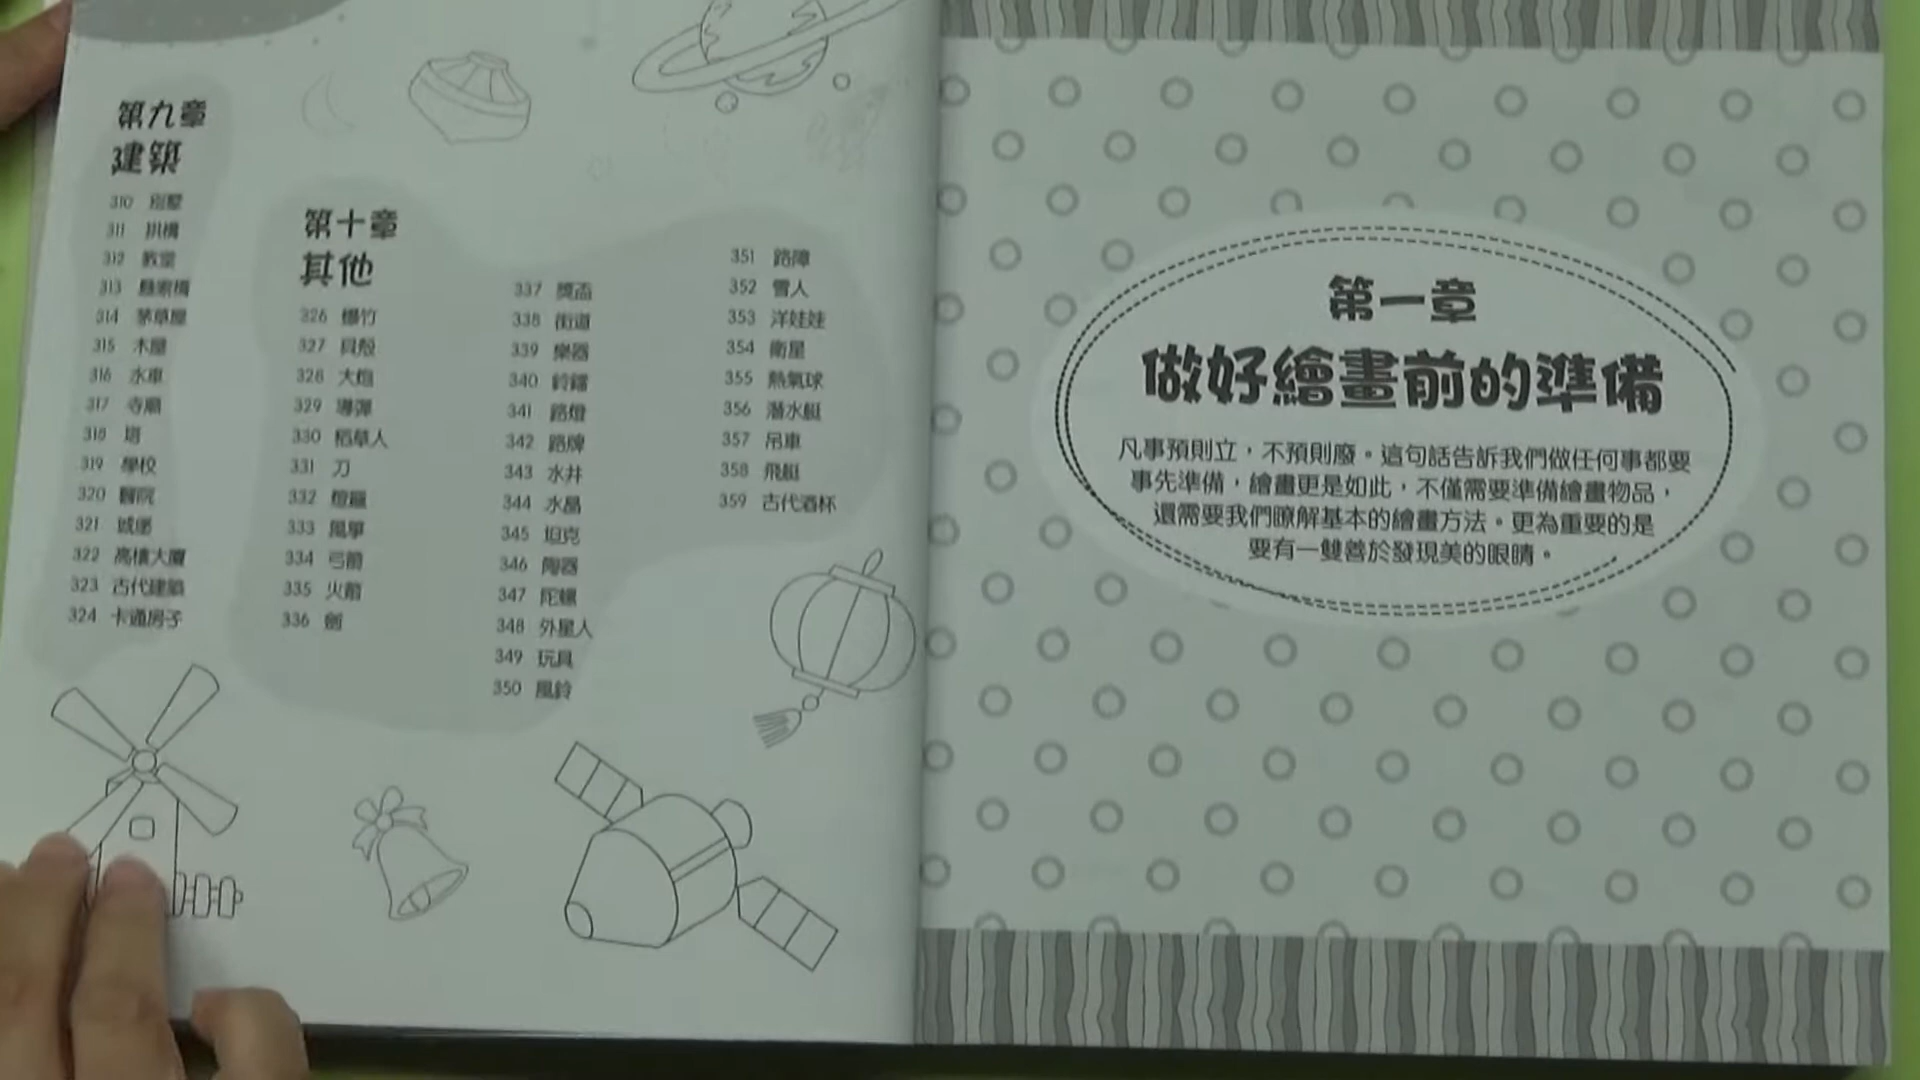 第九章
建築
310 別墅
311 拱橋
312 教室
313 懸索橋
314 茅草屋
315 木屋
316 水車
317 寺廟
318 塔
319 學校
320 醫院
321 城堡
322 高樓大廈
323 古代建築
324 卡通房子
第十章
其他
326 爆竹
327 貝殼
328 大炮
329 導彈
330 稻草人
331 刀
332 燈籠
333 風箏
334 弓箭
335 火箭
336 劍
337 獎盃
338 街道
339 樂器
340 鈴鐺
341 路燈
342 路牌
343 水井
344 水晶
345 坦克
346 陶器
347 陀螺
348 外星人
349 玩具
350 風鈴
351 路障
352 雪人
353 洋娃娃
354 衛星
355 熱氣球
356 潛水艇
357 吊車
358 飛艇
359 古代酒杯
第一章
做好繪畫前的準備
凡事預則立，不預則廢。這句話告訴我們做任何事都要
事先準備，繪畫更是如此，不僅需要準備繪畫物品，
還需要我們瞭解基本的繪畫方法。更為重要的是
要有一雙善於發現美的眼睛。